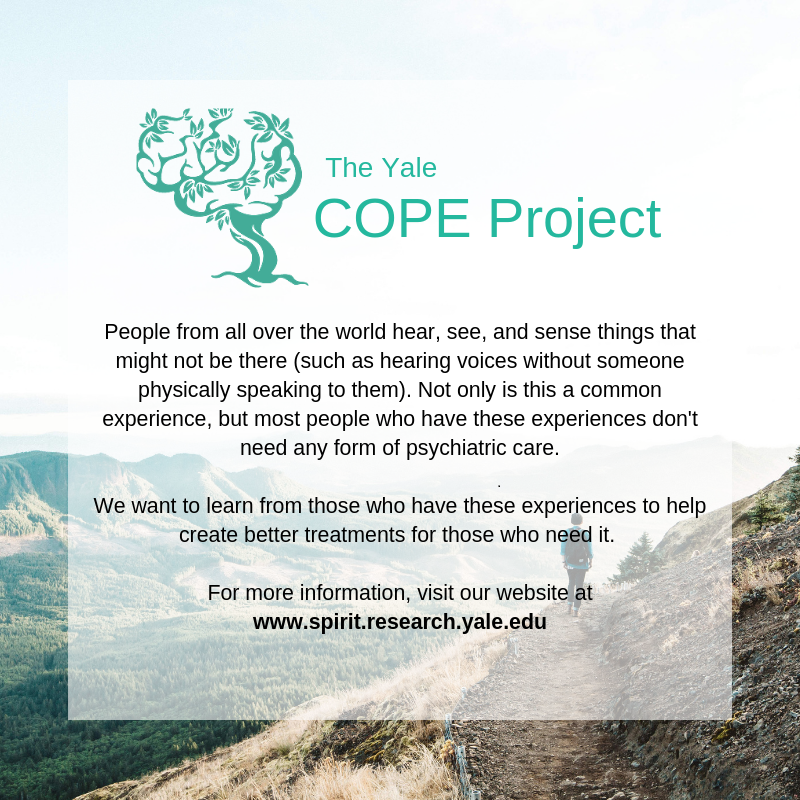 The Yale
COPE Project
People from all over the world hear, see, and sense things that
might not be there (such as hearing voices without someone
physically speaking to them). Not only is this a common
experience, but most people who have these experiences don't
need any form of psychiatric care.
.
We want to learn from those who have these experiences to help
create better treatments for those who need it.
For more information, visit our website at
www.spirit.research.yale.edu